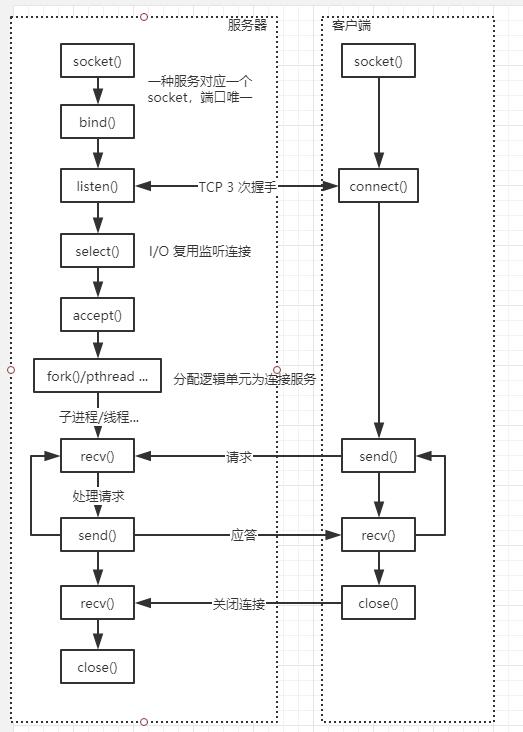 服务器
客户端
socket()
socket()
一种服务对应一个
socket，端口唯一
bind()
listen()
TCP 3 次握手
connect()
select()
I/O 复用监听连接
accept()
fork()/pthread ...
分配逻辑单元为连接服务
子进程/线程...
recv()
请求
send()
处理请求
send()
应答
recv()
recv()
关闭连接
close()
close()